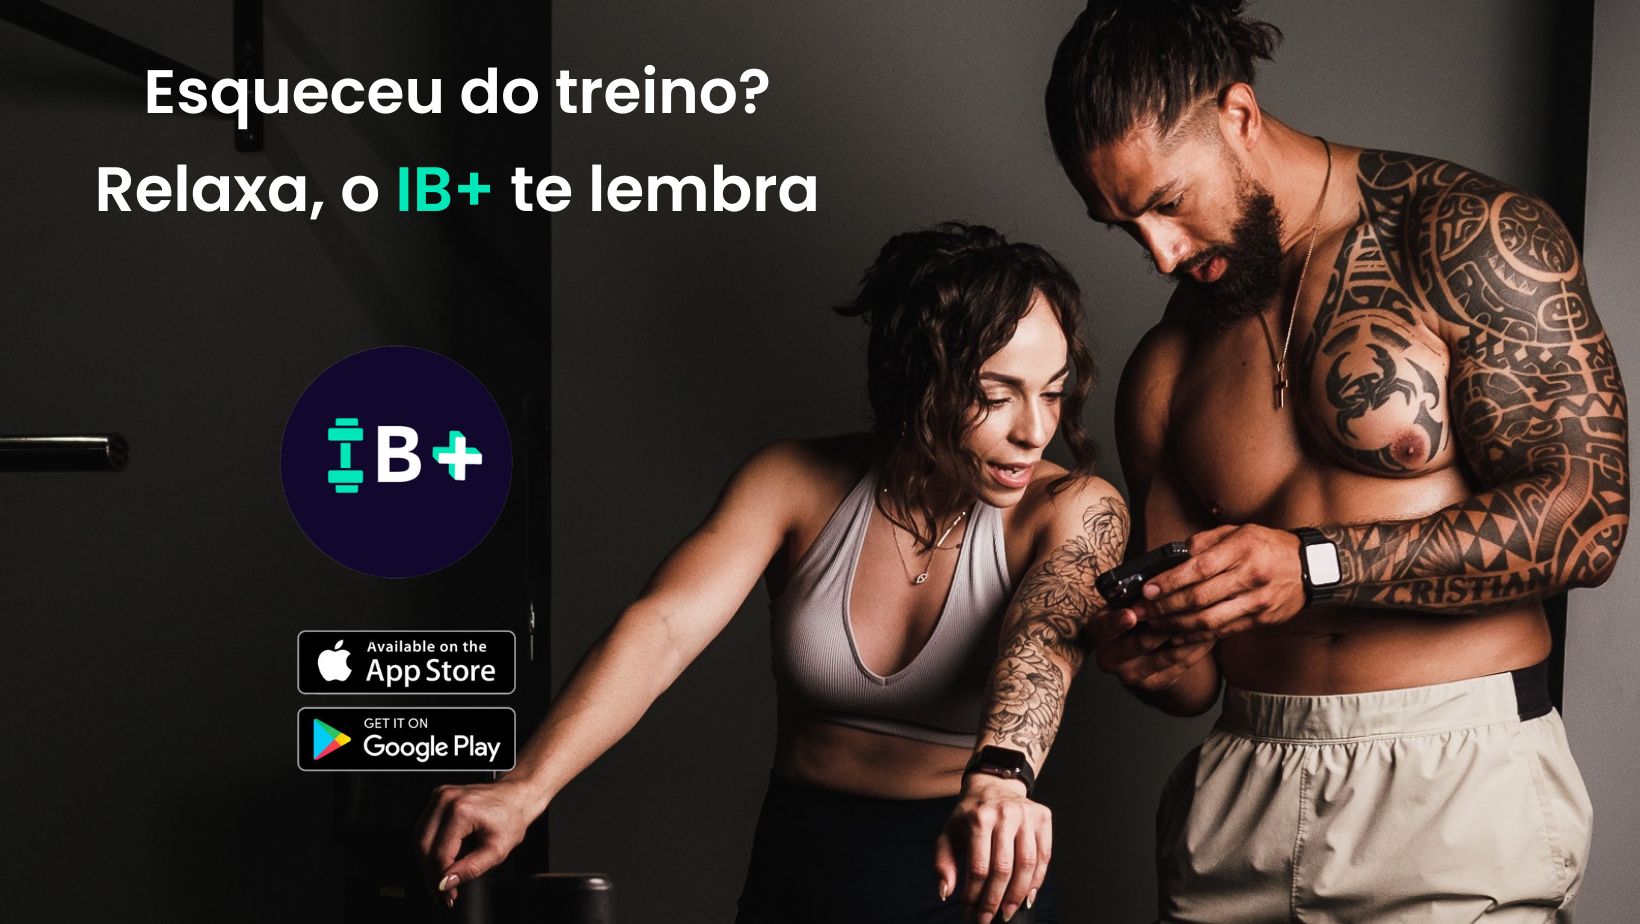 Esqueceu do treino?
Relaxa, o IB+ te lembra
IB+
Available on the
App Store
GET IT ON
Google Play
CRISTIAN